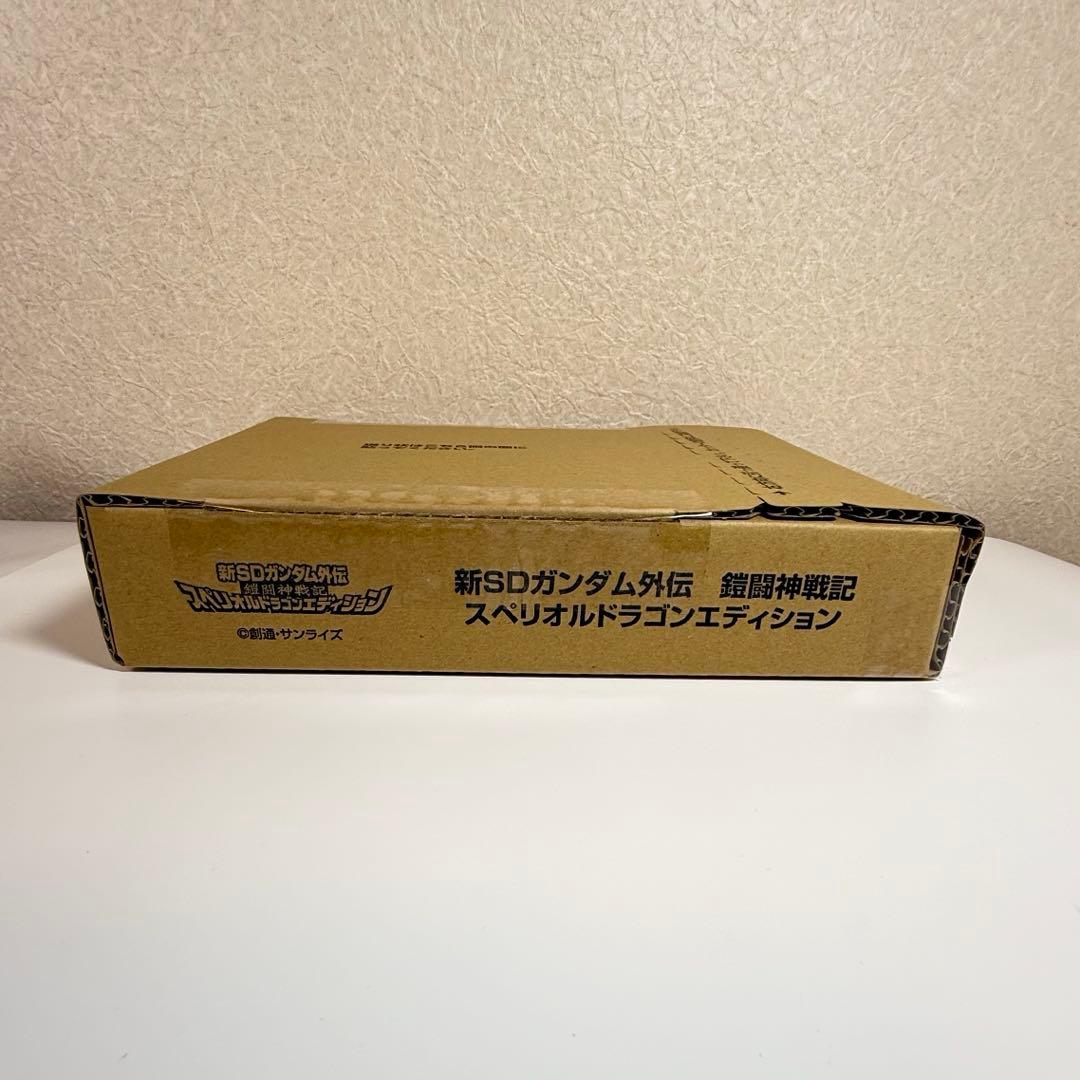 新SDガンダム外伝
鎧闘神戦記
スペリオルドラゴンエディション
©創通・サンライズ
新SDガンダム外伝 鎧闘神戦記
スペリオルドラゴンエディション